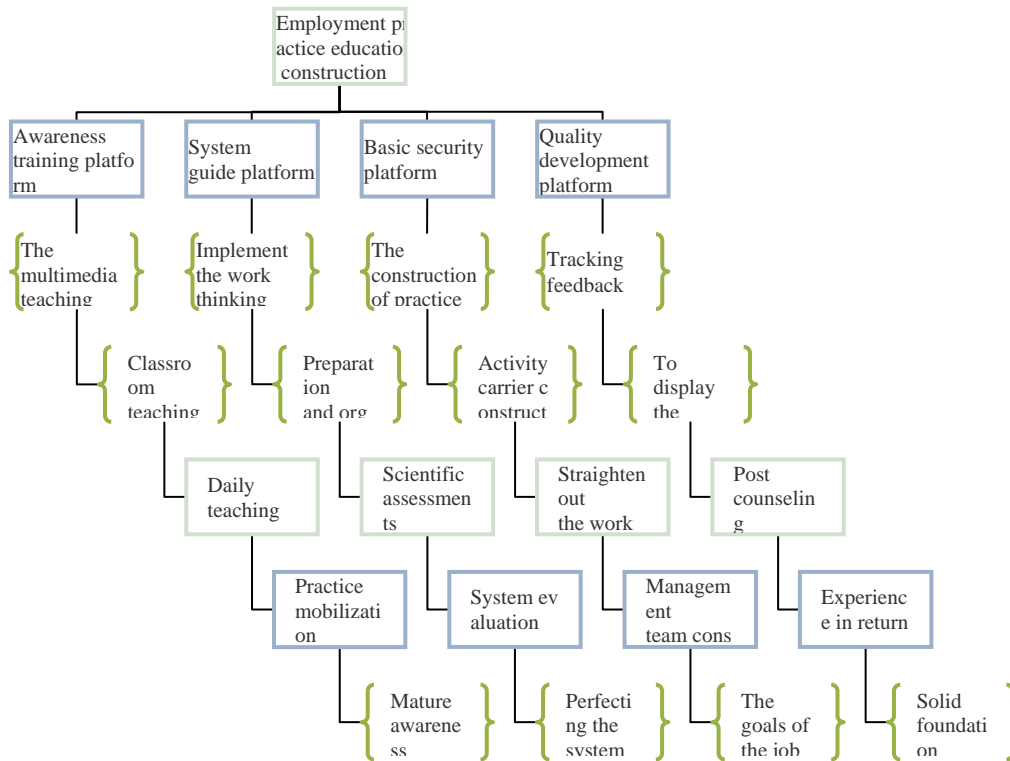 Employment pr
actice educatio
construction
Awareness
training platfo
rm
System
guide platform
Basic security
platform
Quality
development
platform
The
multimedia
teaching
Implement
the work
thinking
The
construction
of practice
Tracking
feedback
Classro
om
teaching
Preparat
ion
and org
Activity
carrier c
onstruct
To
display
the
Daily
teaching
Scientific
assessmen
ts
Straighten
out
the work
Post
counselin
g
Practice
mobilizati
on
System ev
aluation
Managem
ent
team cons
Experienc
e in return
Mature
awarene
ss
Perfecti
ng the
system
The
goals of
the job
Solid
foundati
on